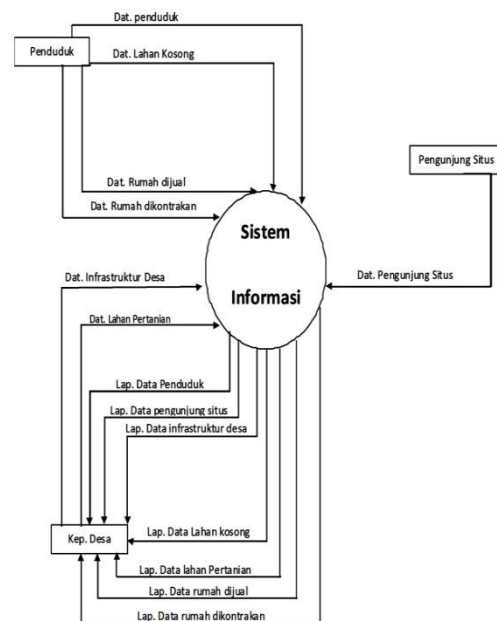 Dat. penduduk
Penduduk
Dat. Lahan Kosong
Pengunjung Situs
Dat. Rumah dijual
Dat. Rumah dikontrakan
Sistem
Informasi
Dat. Infrastruktur Desa
Dat. Pengunjung Situs
Dat. Lahan Pertanian
Lap. Data Penduduk
Lap. Data pengunjung situs
Lap. Data infrastruktur desa
Kep. Desa
Lap. Data Lahan kosong
Lap. Data lahan Pertanian
Lap. Data rumah dijual
Lap. Data rumah dikontrakan